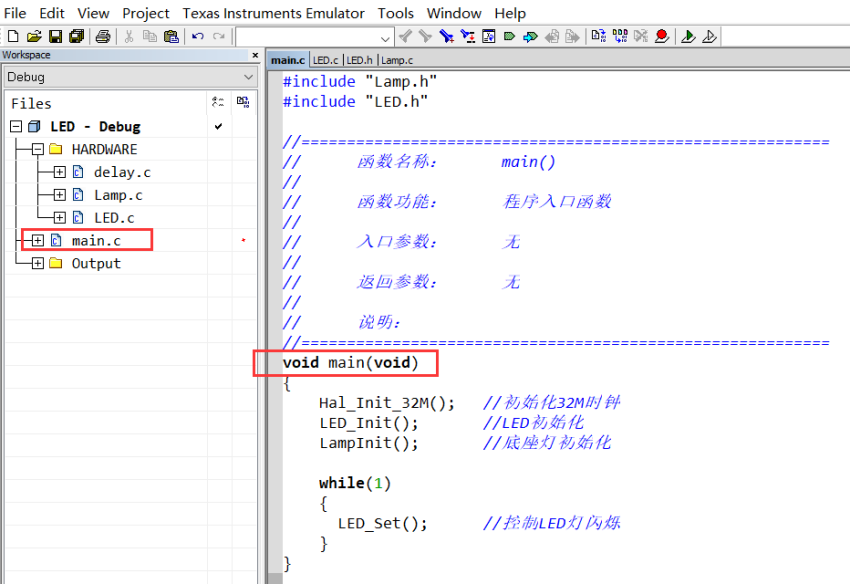 File Edit View Project Texas Instruments Emulator Tools Window Help
Workspace
Debug
Files
LED - Debug
HARDWARE
delay.c
Lamp.c
LED.c
main.c
Output
main.c LED.c LED.h Lamp.c
#include "Lamp.h"
#include "LED.h"
//==========================================================
// 函数名称： main()
//
// 函数功能： 程序入口函数
//
// 入口参数： 无
//
// 返回参数： 无
//
// 说明：
//==========================================================
void main(void)
{
Hal_Init_32M(); //初始化32M时钟
LED_Init(); //LED初始化
LampInit(); //底座灯初始化
while(1)
{
LED_Set(); //控制LED灯闪烁
}
}